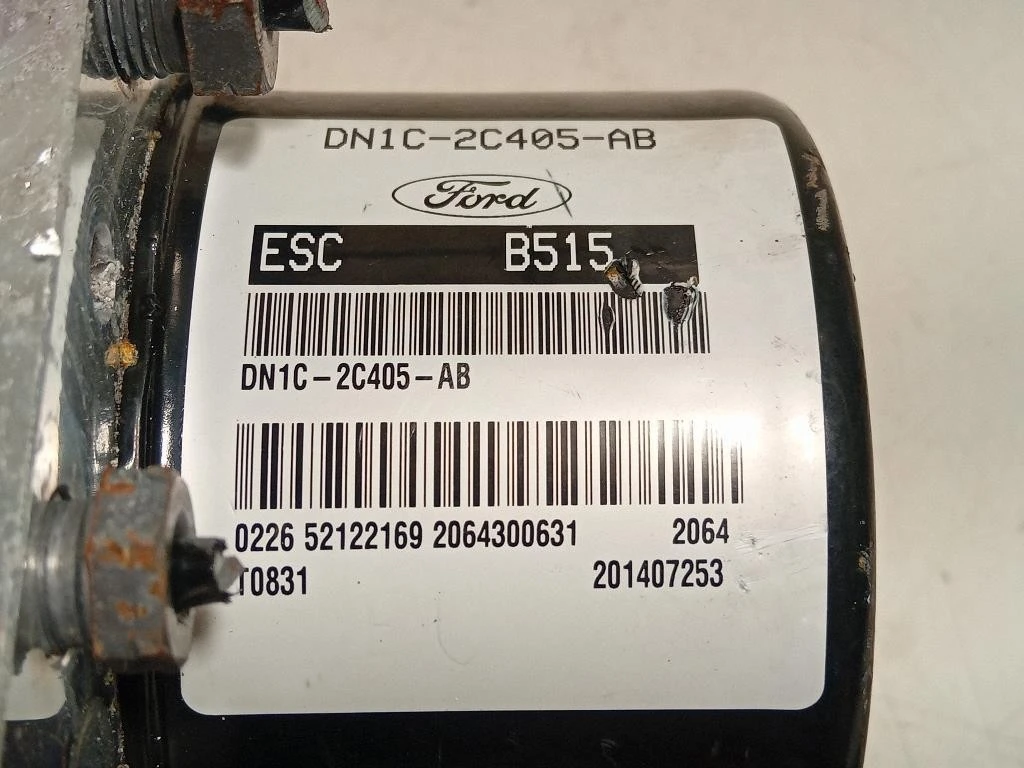 DN1C-2C405-AB
Ford
ESC B515
DN1C-2C405-AB
0226 52122169 2064300631 2064
T0831 201407253